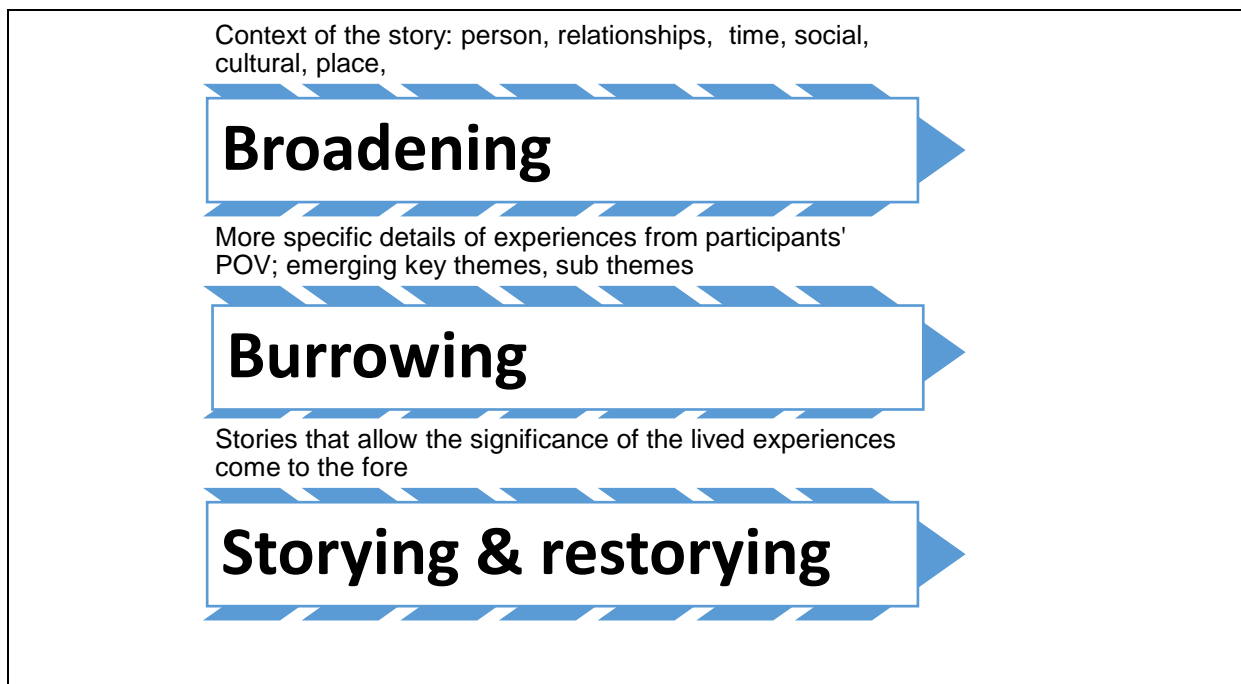 Context of the story: person, relationships,  time, social,
cultural, place,
Broadening
More specific details of experiences from participants'
POV; emerging key themes, sub themes
Burrowing
Stories that allow the significance of the lived experiences
come to the fore
Storying & restorying